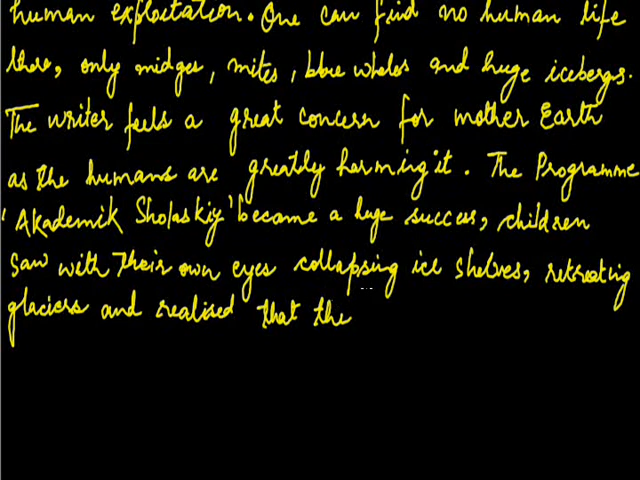 human exploitation. One can find no human life
there, only midges, mites, blue whales and huge icebergs.
The writer feels a great concern for mother Earth
as the humans are greatly harming it. The Programme
'Akademik Sholaskiy' became a huge success, children
saw with their own eyes collapsing ice shelves, retreating
glaciers and realised that the